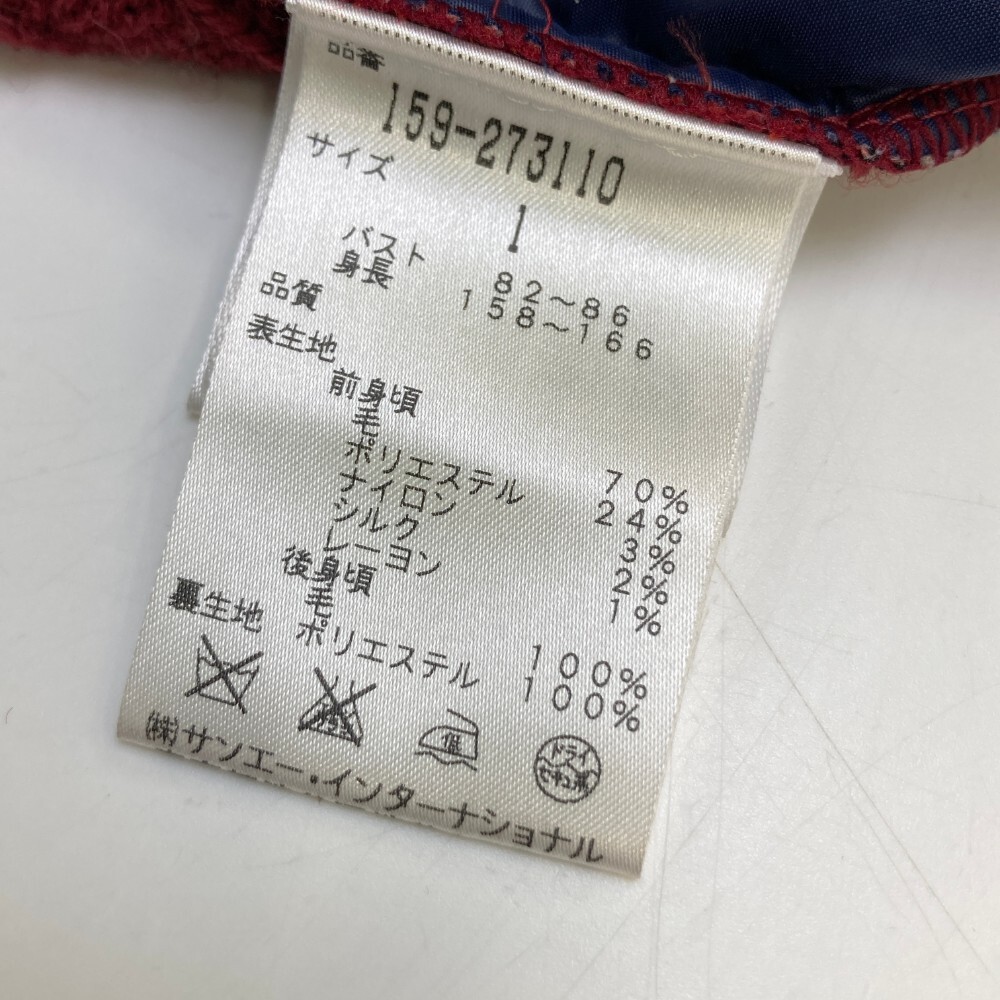 品番
159-273110
サイズ
1
バスト 82〜86
身長 158〜166
品質
表生地
前身頃
毛 70%
ポリエステル 24%
ナイロン 3%
シルク 2%
レーヨン 1%
後身頃
毛 100%
裏生地 ポリエステル 100%
低 ドライ
(株)サンエー・インターナショナル